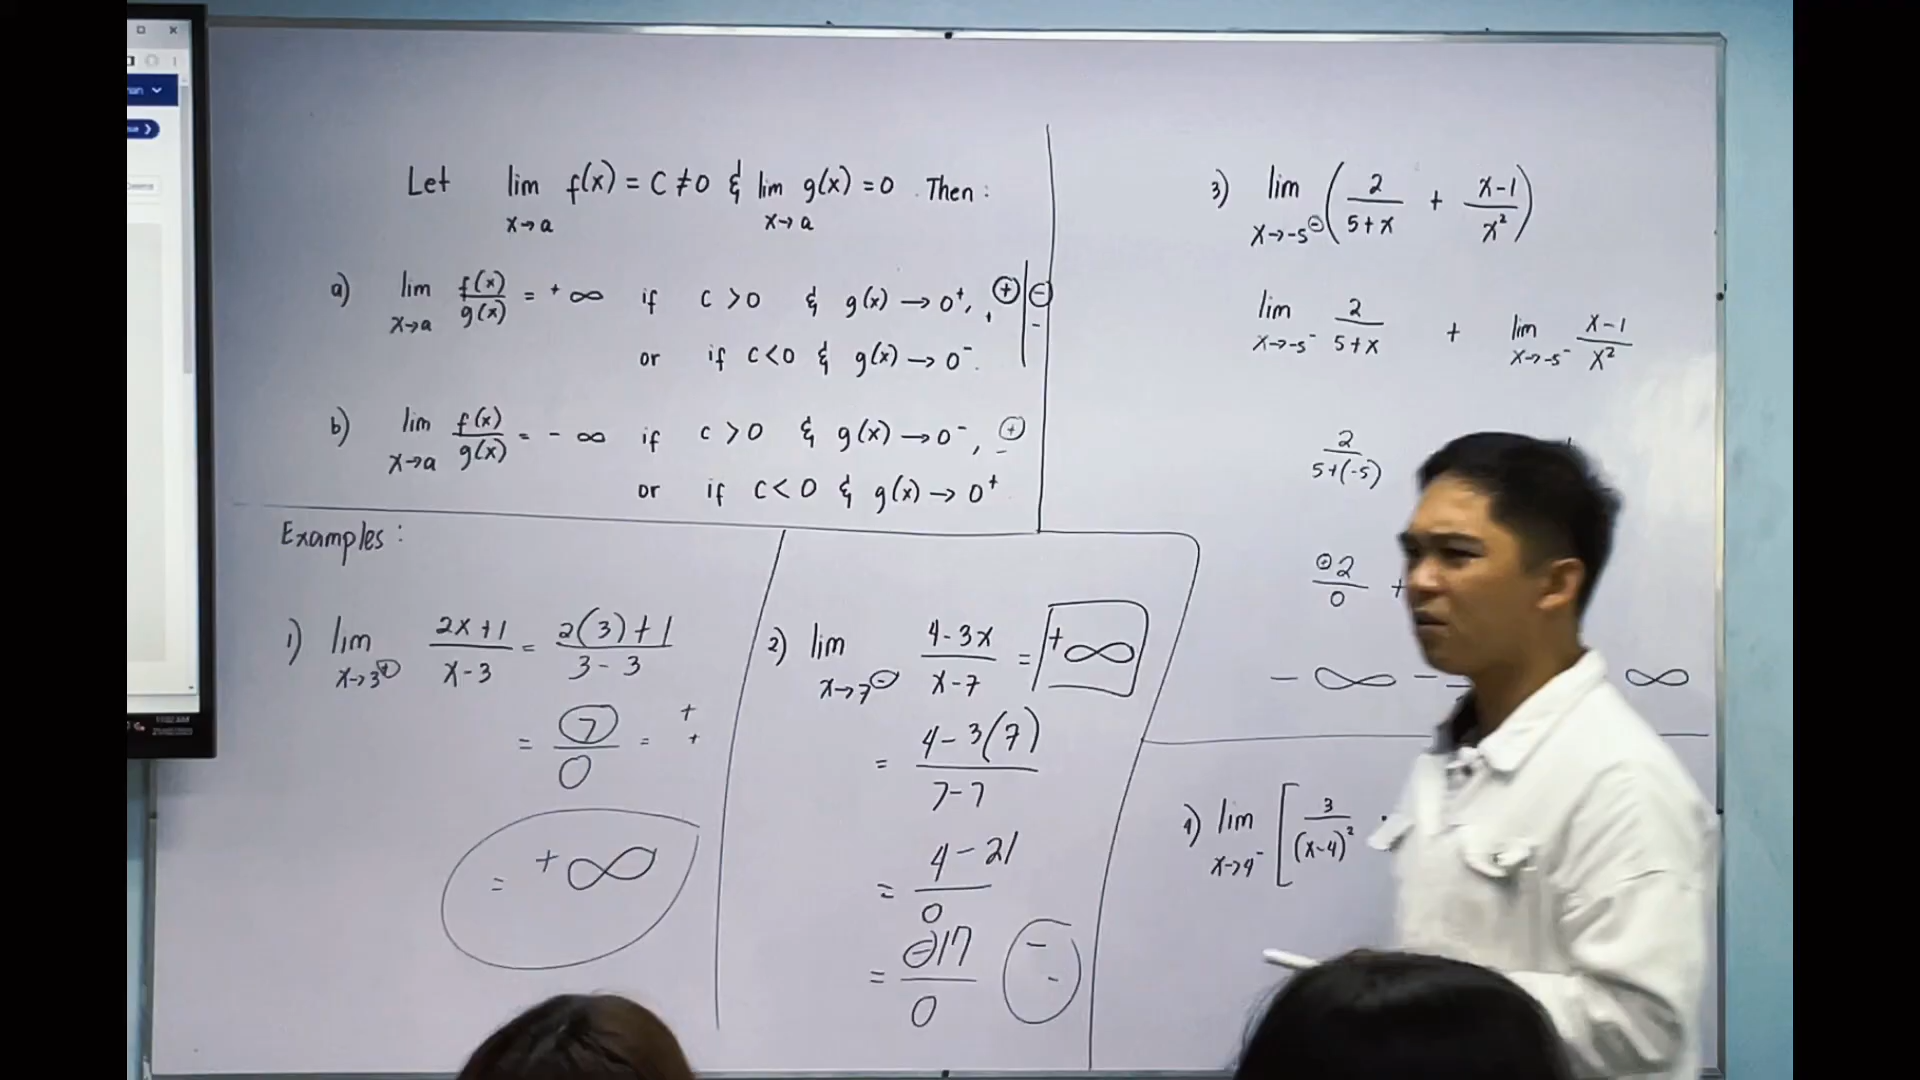 Let lim f(x) = C ≠ 0 & lim g(x) = 0 . Then :
x→a x→a
a) lim f(x)/g(x) = + ∞ if c > 0 & g(x) → 0⁺, ⊕ ⊖
x→a + -
or if c < 0 & g(x) → 0⁻.
b) lim f(x)/g(x) = - ∞ if c > 0 & g(x) → 0⁻, ⊕
x→a -
or if c < 0 & g(x) → 0⁺
Examples :
1) lim 2x+1/x-3 = 2(3)+1/3-3
x→3⊕
= 7/0 = + +
= +∞
2) lim 4-3x/x-7 = +∞
x→7⊖
= 4-3(7)/7-7
= 4-21/0
= ⊖17/0 - -
3) lim (2/5+x + x-1/x²)
x→-5⊖
lim 2/5+x + lim x-1/x²
x→-5⁻ x→-5⁻
2/5+(-5)
⊕2/0 +
- ∞ - ∞
lim [3/(x-4)²
x→4⁻